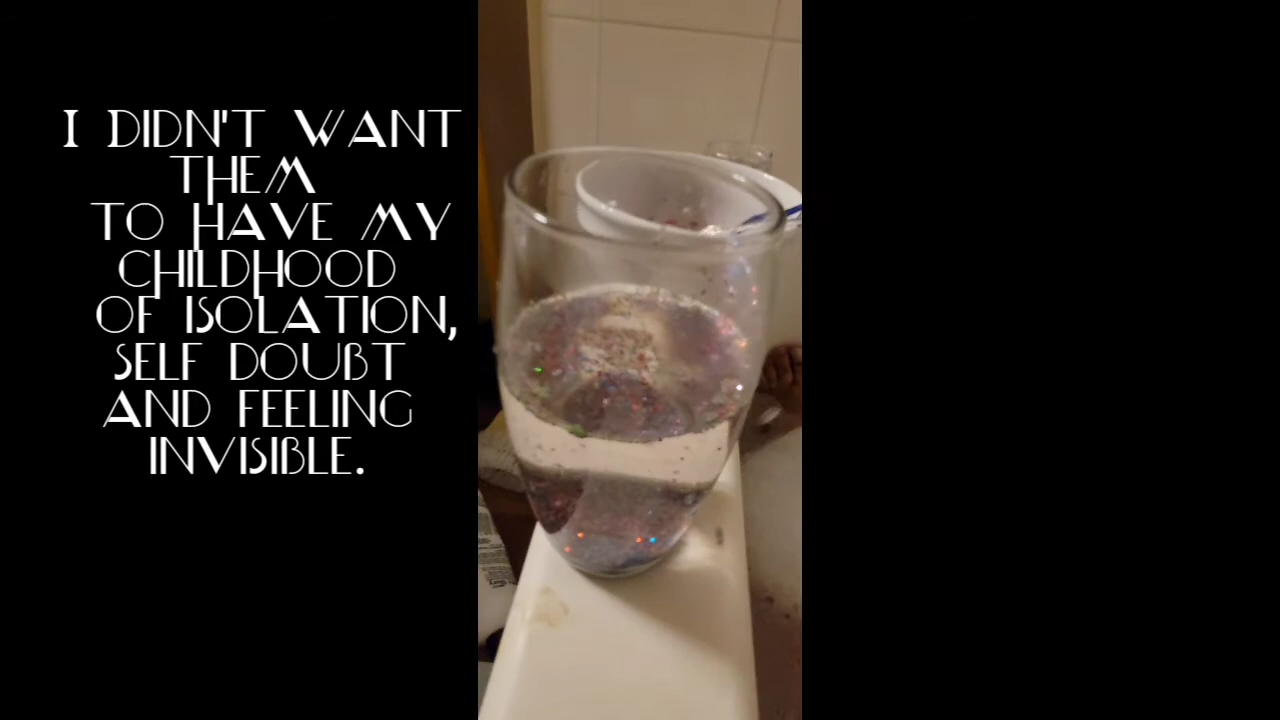 I DIDN'T WANT
THEM
TO HAVE MY
CHILDHOOD
OF ISOLATION,
SELF DOUBT
AND FEELING
INVISIBLE.